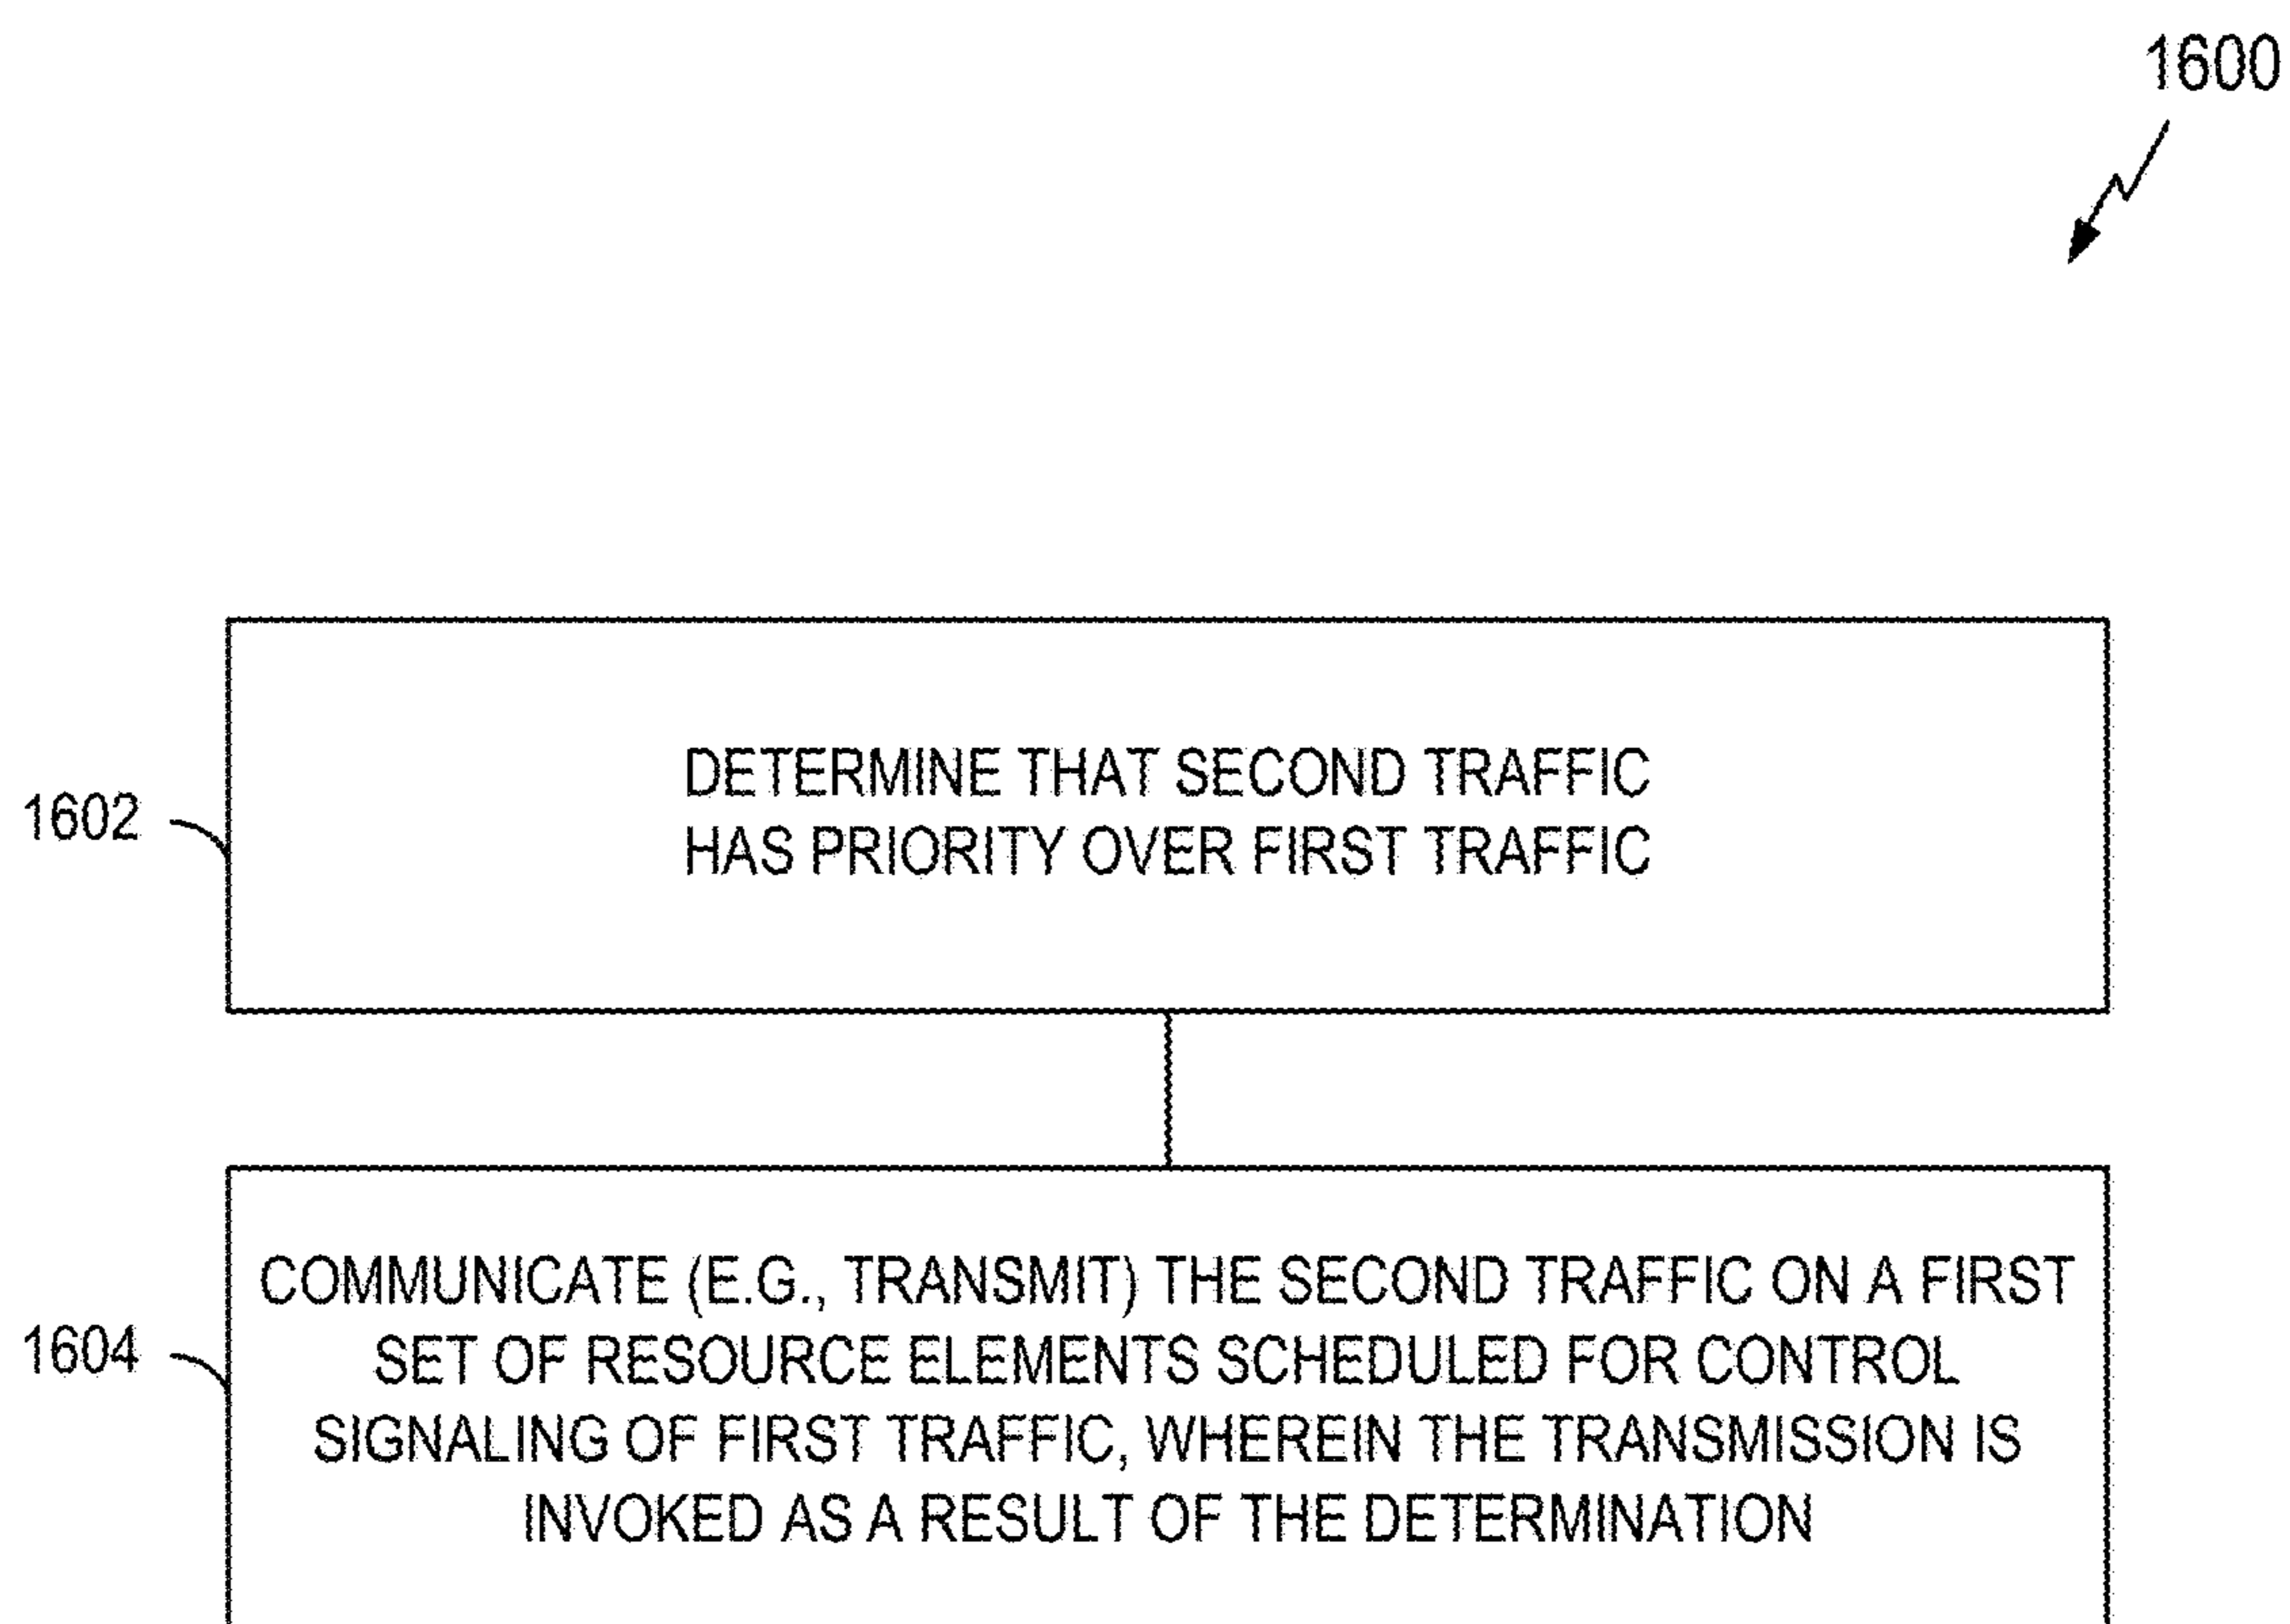 1600
1602
DETERMINE THAT SECOND TRAFFIC
HAS PRIORITY OVER FIRST TRAFFIC
1604
COMMUNICATE (E.G., TRANSMIT) THE SECOND TRAFFIC ON A FIRST
SET OF RESOURCE ELEMENTS SCHEDULED FOR CONTROL
SIGNALING OF FIRST TRAFFIC, WHEREIN THE TRANSMISSION IS
INVOKED AS A RESULT OF THE DETERMINATION